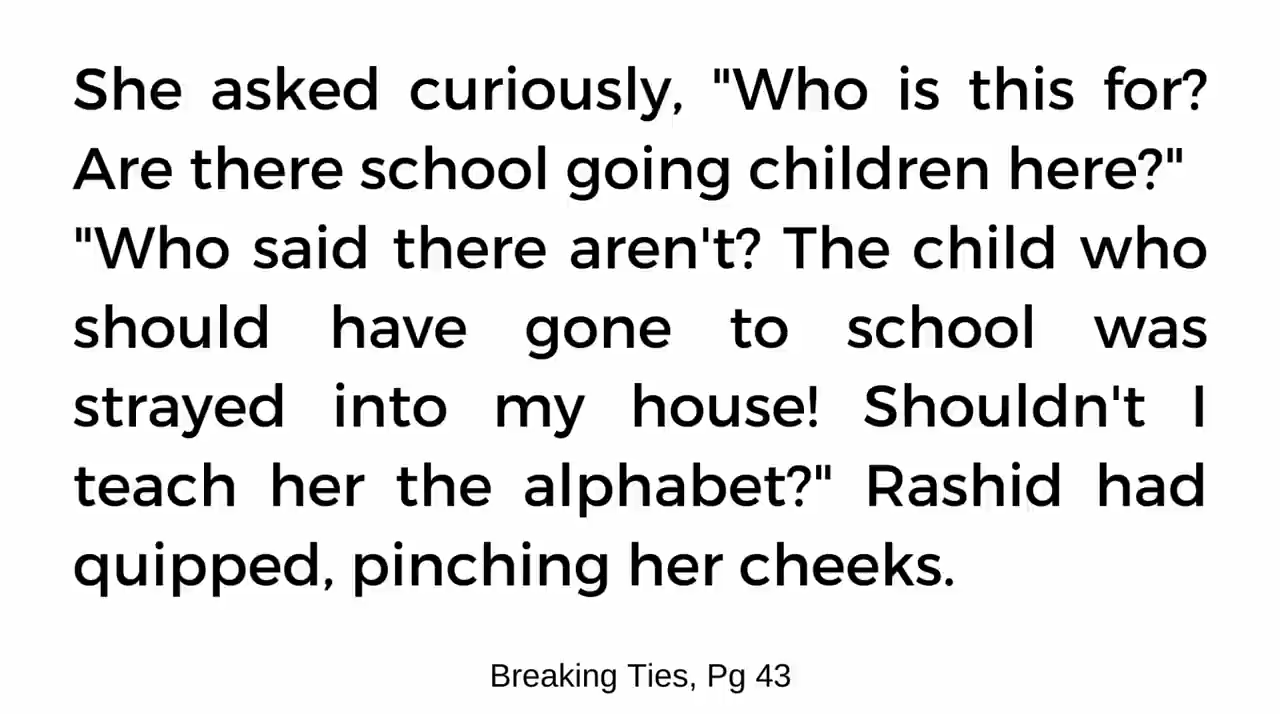 She asked curiously, "Who is this for?
Are there school going children here?"
"Who said there aren't? The child who
should have gone to school was
strayed into my house! Shouldn't I
teach her the alphabet?" Rashid had
quipped, pinching her cheeks.
Breaking Ties, Pg 43